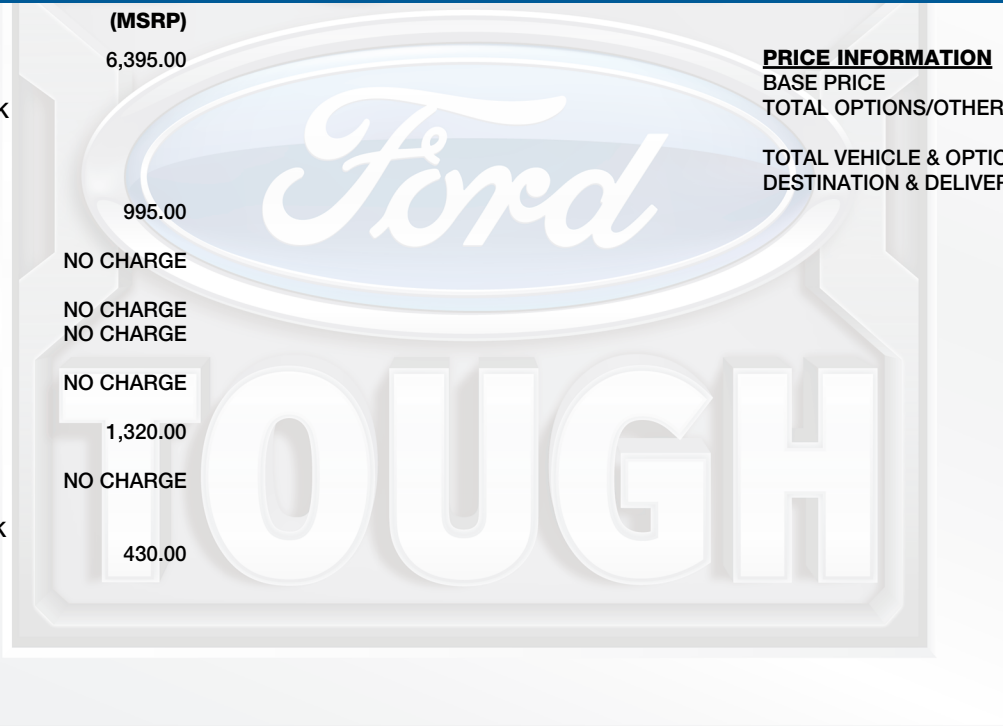 (MSRP)
6,395.00
K
995.00
NO CHARGE
NO CHARGE
NO CHARGE
NO CHARGE
1,320.00
NO CHARGE
K
430.00
PRICE INFORMATION
BASE PRICE
TOTAL OPTIONS/OTHER
TOTAL VEHICLE & OPTIO
DESTINATION & DELIVER
Ford
TOUGH